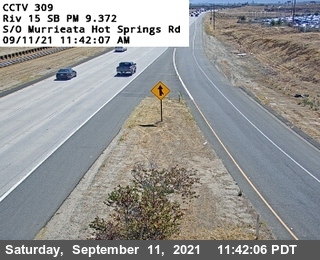 CCTV 309
Riv 15 SB PM 9.372
S/O Murrieata Hot Springs Rd
09/11/21 11:42:07 AM
Saturday, September 11, 2021 11:42:06 PDT